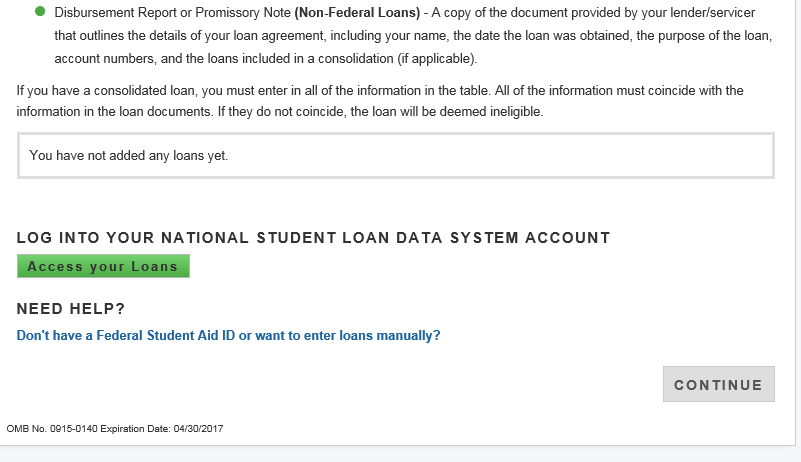 Disbursement Report or Promissory Note (Non-Federal Loans) - A copy of the document provided by your lender/servicer
that outlines the details of your loan agreement, including your name, the date the loan was obtained, the purpose of the loan,
account numbers, and the loans included in a consolidation (if applicable).
If you have a consolidated loan, you must enter in all of the information in the table. All of the information must coincide with the
information in the loan documents. If they do not coincide, the loan will be deemed ineligible.
You have not added any loans yet.
LOG INTO YOUR NATIONAL STUDENT LOAN DATA SYSTEM ACCOUNT
Access your Loans
NEED HELP?
Don't have a Federal Student Aid ID or want to enter loans manually?
CONTINUE
OMB No. 0915-0140 Expiration Date: 04/30/2017